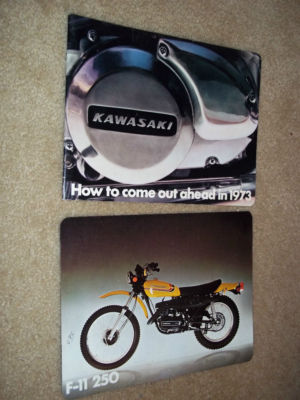 KAWASAKI
How to come out ahead in 1973
F-11 250